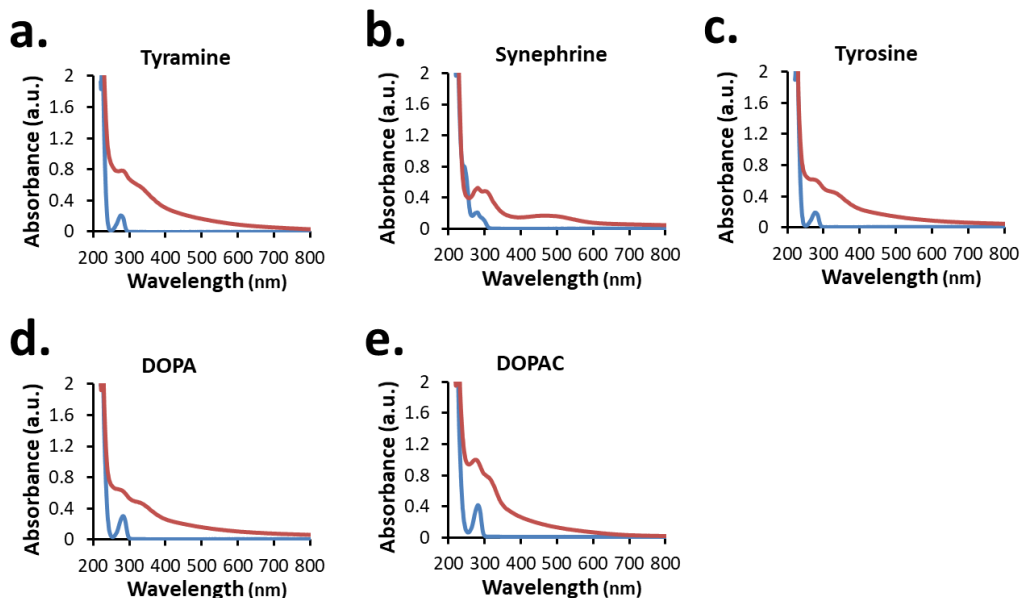 a.
Tyramine
Absorbance (a.u.)
2
1.6
1.2
0.8
0.4
0
200 300 400 500 600 700 800
Wavelength (nm)
b.
Synephrine
Absorbance (a.u.)
2
1.6
1.2
0.8
0.4
0
200 300 400 500 600 700 800
Wavelength (nm)
c.
Tyrosine
Absorbance (a.u.)
2
1.6
1.2
0.8
0.4
0
200 300 400 500 600 700 800
Wavelength (nm)
d.
DOPA
Absorbance (a.u.)
2
1.6
1.2
0.8
0.4
0
200 300 400 500 600 700 800
Wavelength (nm)
e.
DOPAC
Absorbance (a.u.)
2
1.6
1.2
0.8
0.4
0
200 300 400 500 600 700 800
Wavelength (nm)